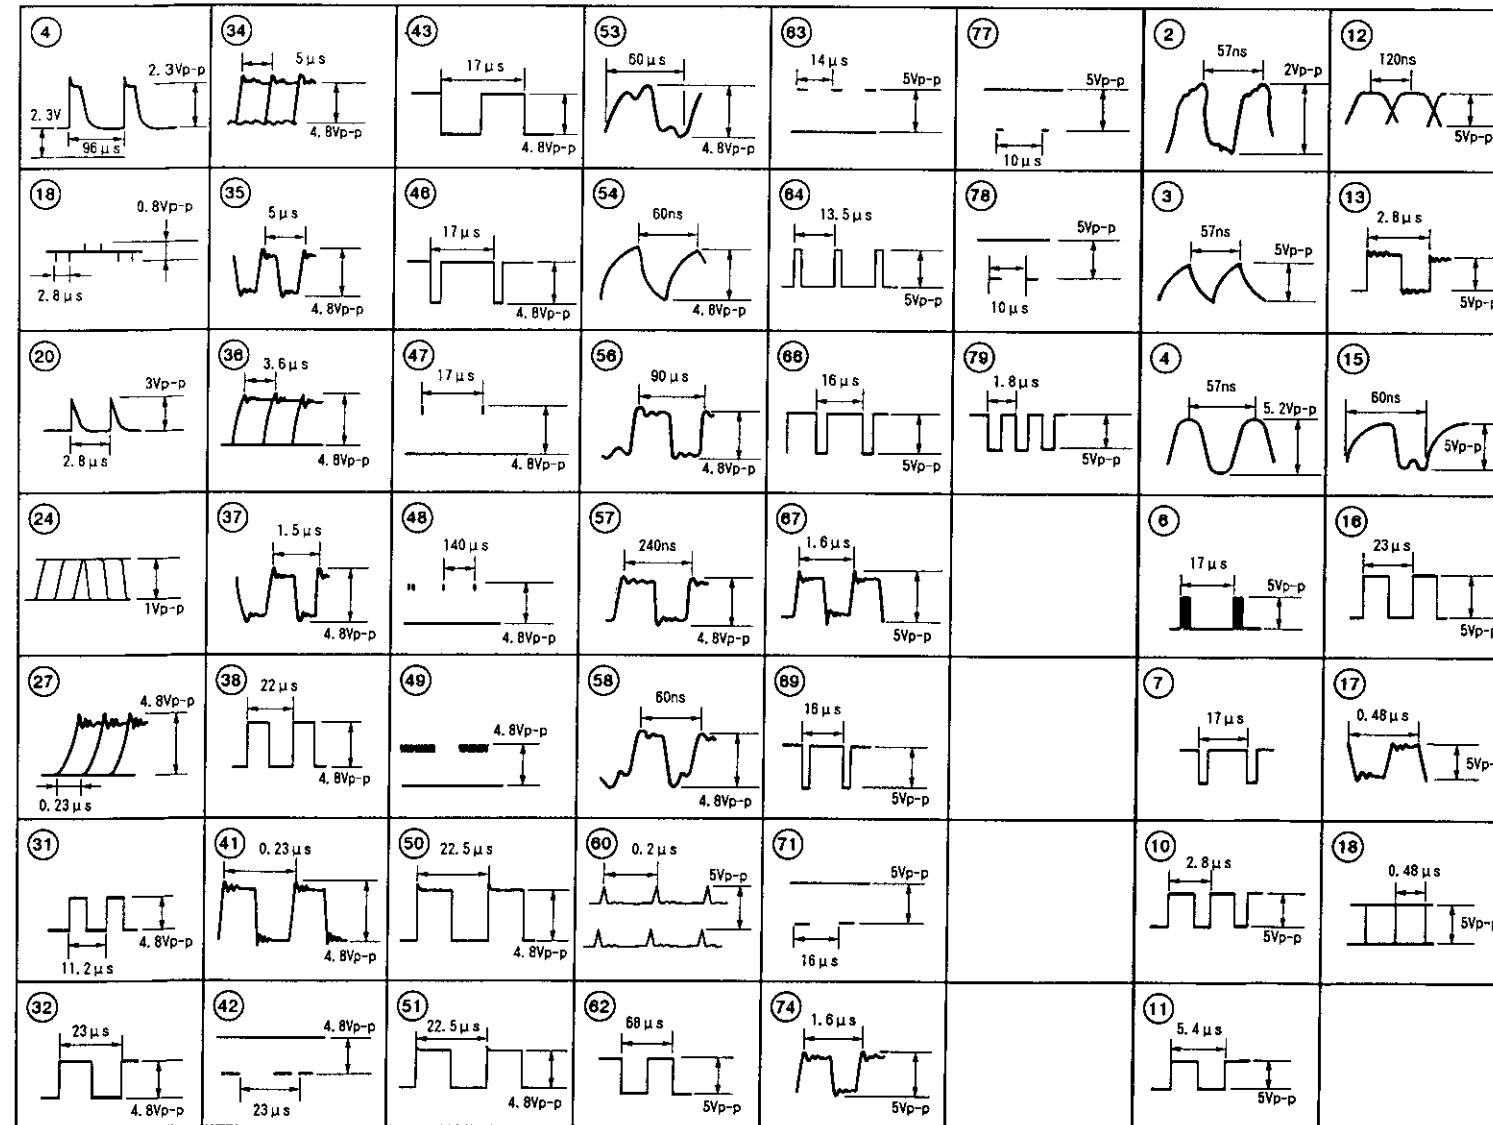 4
2.3Vp-p
2.3V
96μs
34
5μs
4.8Vp-p
43
17μs
4.8Vp-p
53
60μs
4.8Vp-p
63
14μs
5Vp-p
77
5Vp-p
10μs
2
57ns
2Vp-p
12
120ns
5Vp-p
18
0.8Vp-p
2.8μs
35
5μs
4.8Vp-p
46
17μs
4.8Vp-p
54
60ns
4.8Vp-p
64
13.5μs
5Vp-p
78
5Vp-p
10μs
3
57ns
5Vp-p
13
2.8μs
5Vp-p
20
3Vp-p
2.8μs
36
3.6μs
4.8Vp-p
47
17μs
4.8Vp-p
56
90μs
4.8Vp-p
66
16μs
5Vp-p
79
1.8μs
5Vp-p
4
57ns
5.2Vp-p
15
60ns
5Vp-p
24
1Vp-p
37
1.5μs
4.8Vp-p
48
140μs
4.8Vp-p
57
240ns
4.8Vp-p
67
1.6μs
5Vp-p
6
17μs
5Vp-p
16
23μs
5Vp-p
27
4.8Vp-p
0.23μs
38
22μs
4.8Vp-p
49
4.8Vp-p
58
60ns
4.8Vp-p
69
16μs
5Vp-p
7
17μs
5Vp-p
17
0.48μs
5Vp-p
31
4.8Vp-p
11.2μs
41
0.23μs
4.8Vp-p
50
22.5μs
4.8Vp-p
60
0.2μs
5Vp-p
71
5Vp-p
16μs
10
2.8μs
5Vp-p
18
0.48μs
5Vp-p
32
23μs
4.8Vp-p
42
4.8Vp-p
23μs
51
22.5μs
4.8Vp-p
62
68μs
5Vp-p
74
1.6μs
5Vp-p
11
5.4μs
5Vp-p